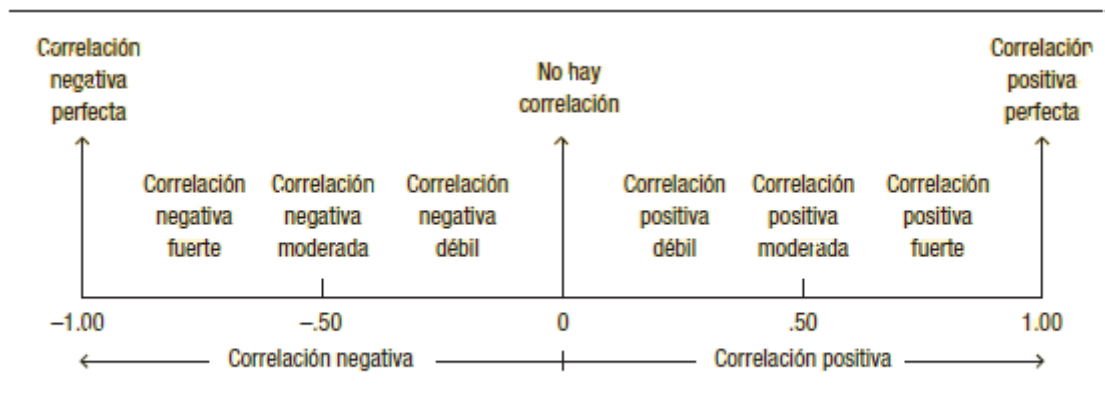 Correlación
negativa
perfecta
No hay
correlación
Correlación
positiva
perfecta
Correlación
negativa
fuerte
Correlación
negativa
moderada
Correlación
negativa
débil
Correlación
positiva
débil
Correlación
positiva
moderada
Correlación
positiva
fuerte
–1.00
–.50
0
.50
1.00
Correlación negativa
Correlación positiva